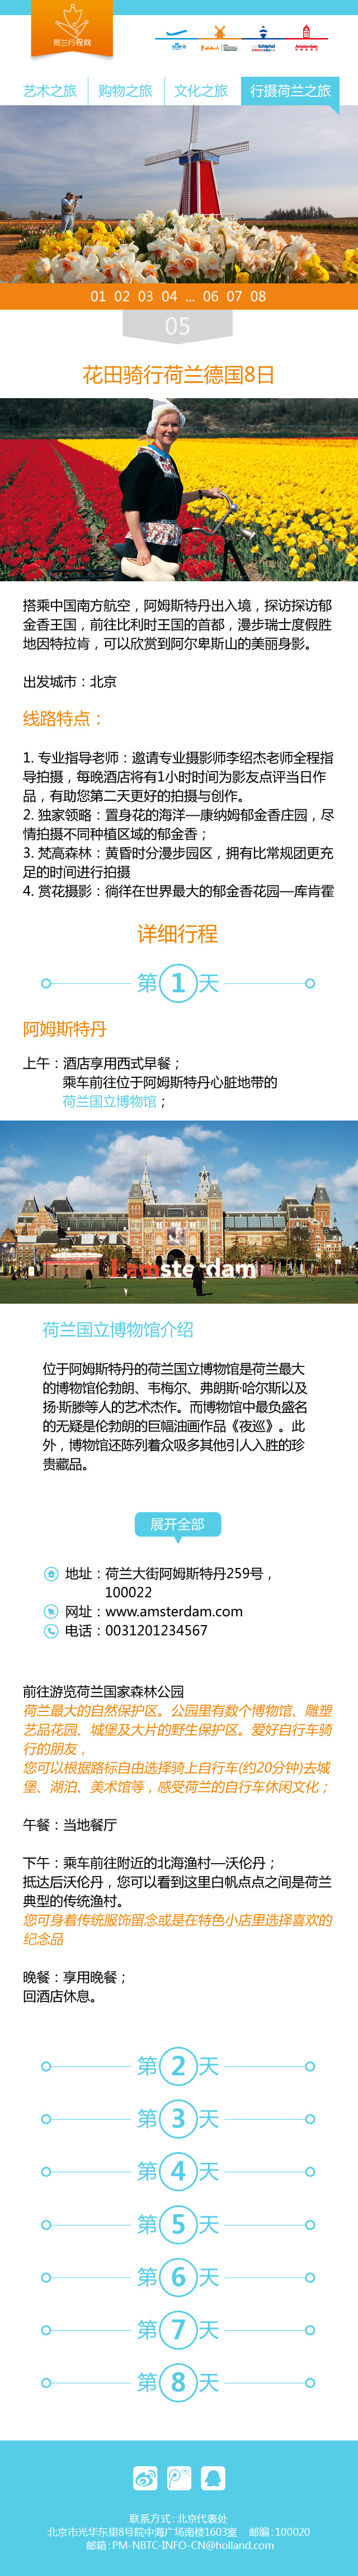 荷兰行程网
KLM
Schiphol
Amsterdam
艺术之旅 购物之旅 文化之旅 行摄荷兰之旅
01 02 03 04 ... 06 07 08
05
花田骑行荷兰德国8日
搭乘中国南方航空，阿姆斯特丹出入境，探访探访郁
金香王国，前往比利时王国的首都，漫步瑞士度假胜
地因特拉肯，可以欣赏到阿尔卑斯山的美丽身影。
出发城市：北京
线路特点：
1. 专业指导老师：邀请专业摄影师李绍杰老师全程指
导拍摄，每晚酒店将有1小时时间为影友点评当日作
品，有助您第二天更好的拍摄与创作。
2. 独家领略：置身花的海洋—康纳姆郁金香庄园，尽
情拍摄不同种植区域的郁金香；
3. 梵高森林：黄昏时分漫步园区，拥有比常规团更充
足的时间进行拍摄
4. 赏花摄影：徜徉在世界最大的郁金香花园—库肯霍
详细行程
第1天
阿姆斯特丹
上午：酒店享用西式早餐；
乘车前往位于阿姆斯特丹心脏地带的
荷兰国立博物馆；
I amsterdam
荷兰国立博物馆介绍
位于阿姆斯特丹的荷兰国立博物馆是荷兰最大
的博物馆伦勃朗、韦梅尔、弗朗斯·哈尔斯以及
扬·斯滕等人的艺术杰作。而博物馆中最负盛名
的无疑是伦勃朗的巨幅油画作品《夜巡》。此
外，博物馆还陈列着众吸多其他引人入胜的珍
贵藏品。
展开全部
地址：荷兰大街阿姆斯特丹259号，
100022
网址：www.amsterdam.com
电话：0031201234567
前往游览荷兰国家森林公园
荷兰最大的自然保护区。公园里有数个博物馆、雕塑
艺品花园、城堡及大片的野生保护区。爱好自行车骑
行的朋友，
您可以根据路标自由选择骑上自行车(约20分钟)去城
堡、湖泊、美术馆等，感受荷兰的自行车休闲文化；
午餐：当地餐厅
下午：乘车前往附近的北海渔村—沃伦丹；
抵达后沃伦丹，您可以看到这里白帆点点之间是荷兰
典型的传统渔村。
您可身着传统服饰留念或是在特色小店里选择喜欢的
纪念品
晚餐：享用晚餐；
回酒店休息。
第2天
第3天
第4天
第5天
第6天
第7天
第8天
联系方式：北京代表处
北京市光华东里8号院中海广场南楼1603室 邮编：100020
邮箱：PM-NBTC-INFO-CN@holland.com